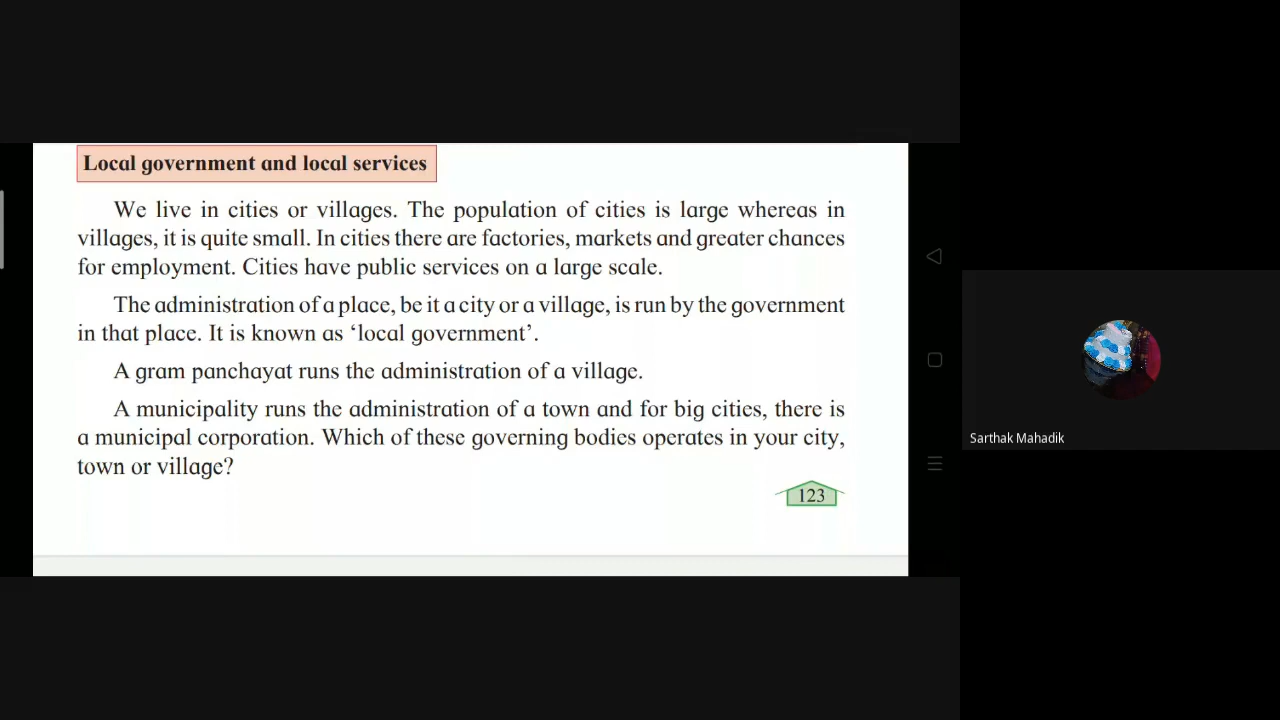 Local government and local services
We live in cities or villages. The population of cities is large whereas in
villages, it is quite small. In cities there are factories, markets and greater chances
for employment. Cities have public services on a large scale.
The administration of a place, be it a city or a village, is run by the government
in that place. It is known as ‘local government’.
A gram panchayat runs the administration of a village.
A municipality runs the administration of a town and for big cities, there is
a municipal corporation. Which of these governing bodies operates in your city,
town or village?
123
Sarthak Mahadik